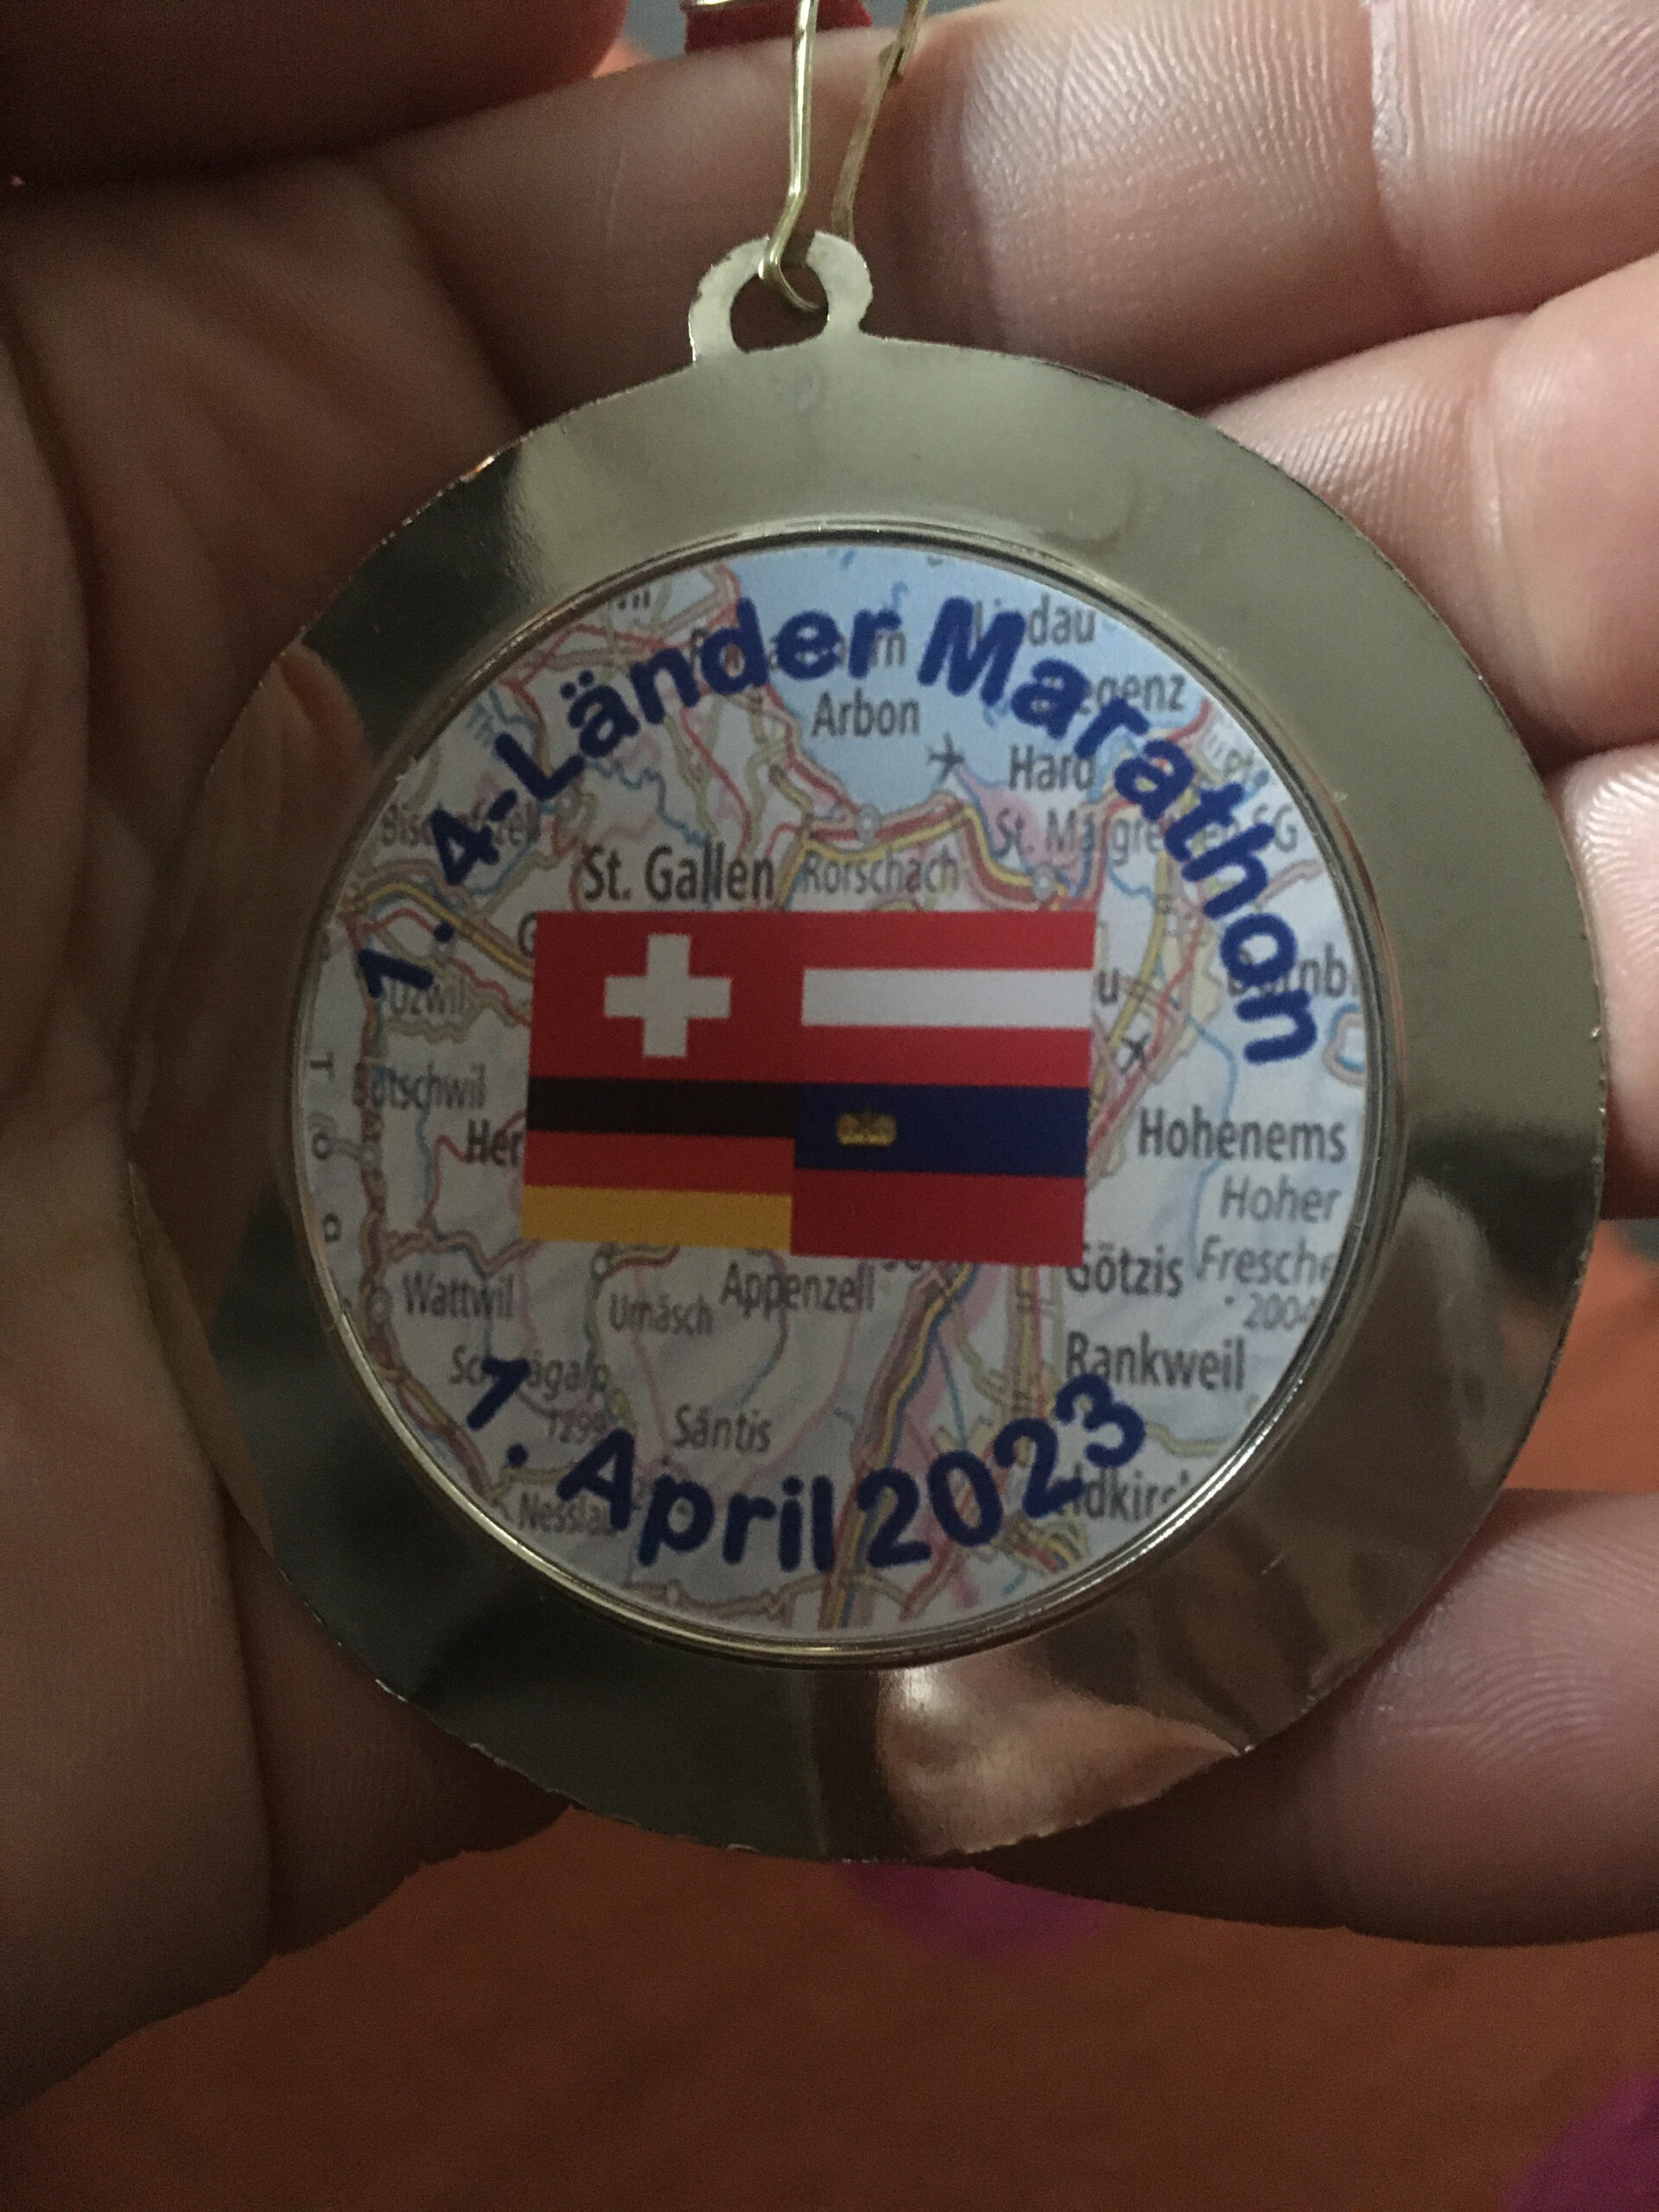 1. 4-Länder Marathon
Arbon
Hard
St. Gallen
Rorschach
Uzwil
Hohenems
Hoher
Götzis
Wattwil
Urnäsch
Appenzell
Rankweil
Säntis
1. April 2023